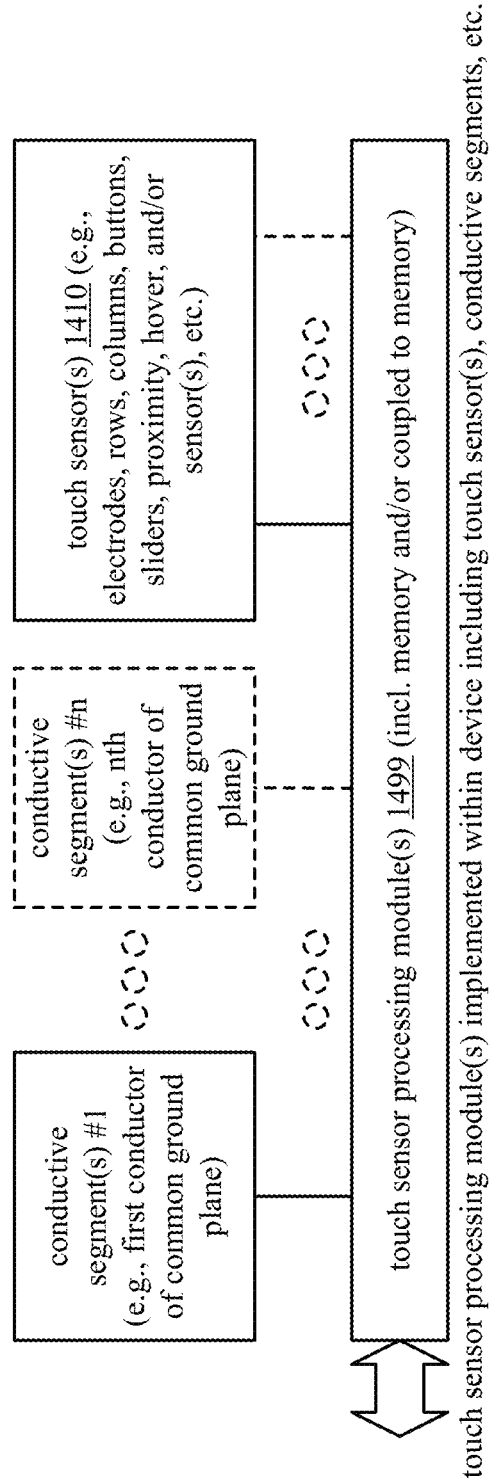 conductive
segment(s) #1
(e.g., first conductor
of common ground
plane)
conductive
segment(s) #n
(e.g., nth
conductor of
common ground
plane)
touch sensor(s) 1410 (e.g.,
electrodes, rows, columns, buttons,
sliders, proximity, hover, and/or
sensor(s), etc.)
touch sensor processing module(s) 1499 (incl. memory and/or coupled to memory)
touch sensor processing module(s) implemented within device including touch sensor(s), conductive segments, etc.